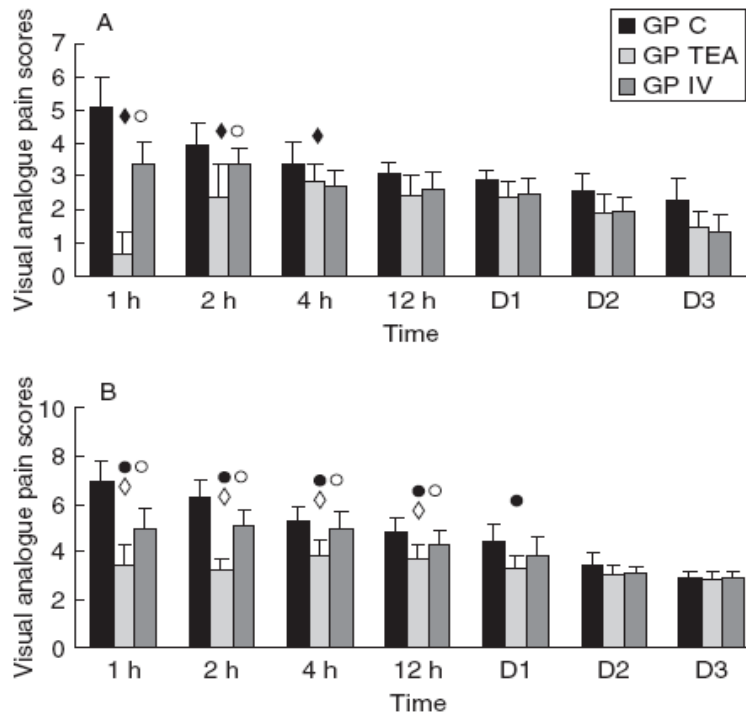 A
GP C
GP TEA
GP IV
Visual analogue pain scores
7
6
5
4
3
2
1
0
1 h 2 h 4 h 12 h D1 D2 D3
Time
B
Visual analogue pain scores
10
8
6
4
2
0
1 h 2 h 4 h 12 h D1 D2 D3
Time